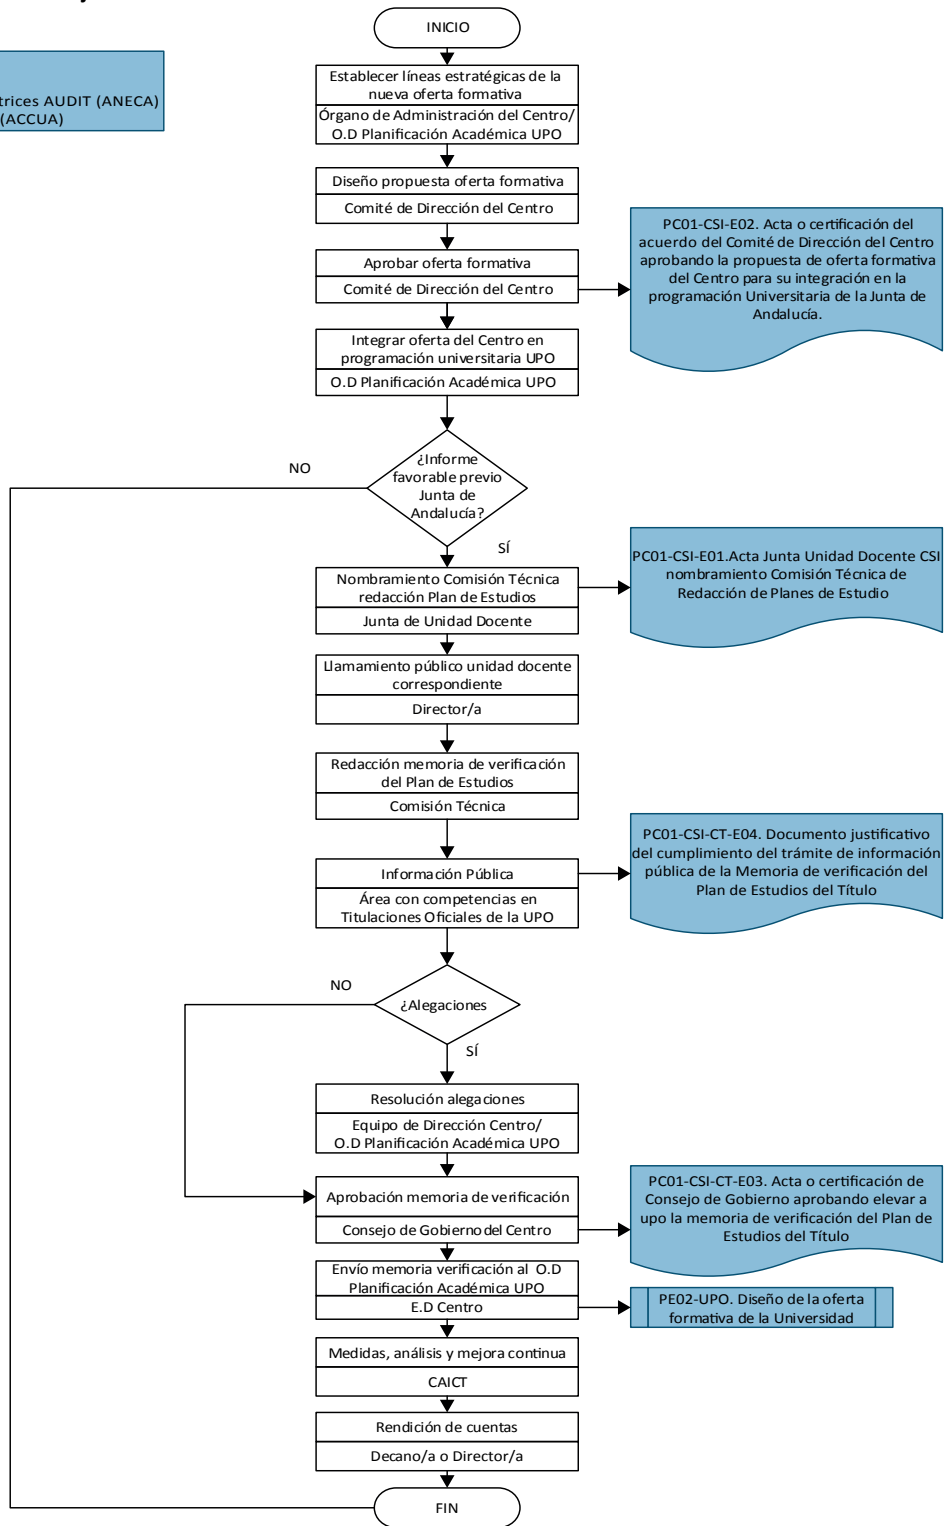 INICIO
trices AUDIT (ANECA)
(ACCUA)
Establecer líneas estratégicas de la
nueva oferta formativa
Órgano de Administración del Centro/
O.D Planificación Académica UPO
Diseño propuesta oferta formativa
Comité de Dirección del Centro
Aprobar oferta formativa
Comité de Dirección del Centro
PC01-CSI-E02. Acta o certificación del
acuerdo del Comité de Dirección del Centro
aprobando la propuesta de oferta formativa
del Centro para su integración en la
programación Universitaria de la Junta de
Andalucía.
Integrar oferta del Centro en
programación universitaria UPO
O.D Planificación Académica UPO
¿Informe
favorable previo
Junta de
Andalucía?
NO
SÍ
Nombramiento Comisión Técnica
redacción Plan de Estudios
Junta de Unidad Docente
PC01-CSI-E01.Acta Junta Unidad Docente CSI
nombramiento Comisión Técnica de
Redacción de Planes de Estudio
Llamamiento público unidad docente
correspondiente
Director/a
Redacción memoria de verificación
del Plan de Estudios
Comisión Técnica
Información Pública
Área con competencias en
Titulaciones Oficiales de la UPO
PC01-CSI-CT-E04. Documento justificativo
del cumplimiento del trámite de información
pública de la Memoria de verificación del
Plan de Estudios del Título
¿Alegaciones
NO
SÍ
Resolución alegaciones
Equipo de Dirección Centro/
O.D Planificación Académica UPO
Aprobación memoria de verificación
Consejo de Gobierno del Centro
PC01-CSI-CT-E03. Acta o certificación de
Consejo de Gobierno aprobando elevar a
upo la memoria de verificación del Plan de
Estudios del Título
Envío memoria verificación al O.D
Planificación Académica UPO
E.D Centro
PE02-UPO. Diseño de la oferta
formativa de la Universidad
Medidas, análisis y mejora continua
CAICT
Rendición de cuentas
Decano/a o Director/a
FIN